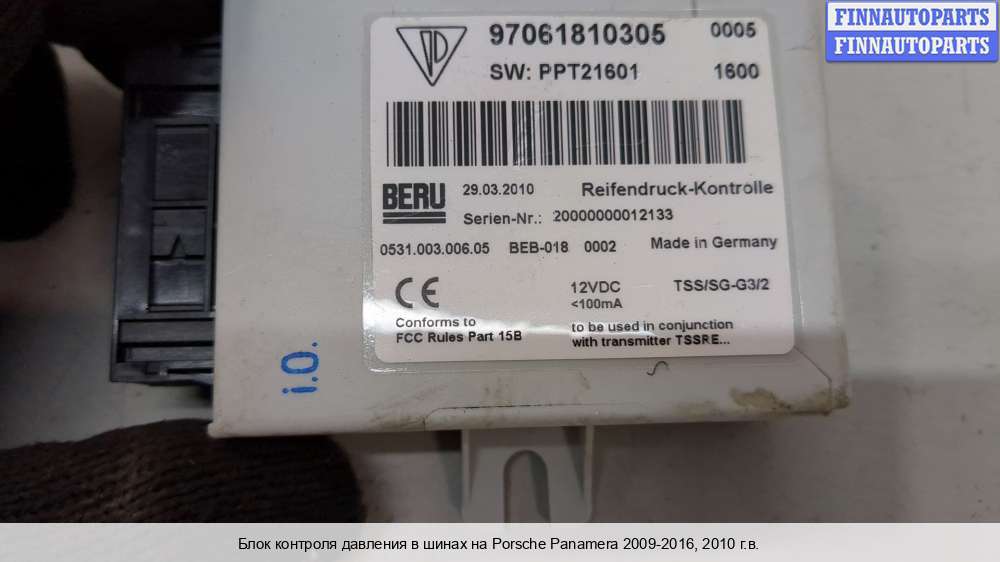 FINNAUTOPARTS
FINNAUTOPARTS
97061810305 0005
SW: PPT21601 1600
BERU 29.03.2010 Reifendruck-Kontrolle
Serien-Nr.: 20000000012133
0531.003.006.05 BEB-018 0002 Made in Germany
CE 12VDC TSS/SG-G3/2
<100mA
Conforms to
FCC Rules Part 15B
to be used in conjunction
with transmitter TSSRE...
i.O.
Блок контроля давления в шинах на Porsche Panamera 2009-2016, 2010 г.в.